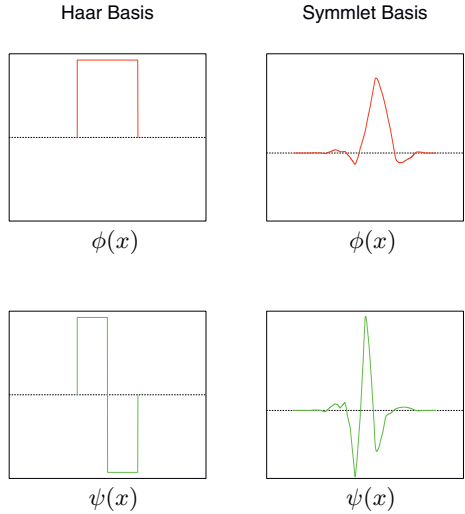 Haar Basis Symmlet Basis
ϕ(x) ϕ(x)
ψ(x) ψ(x)